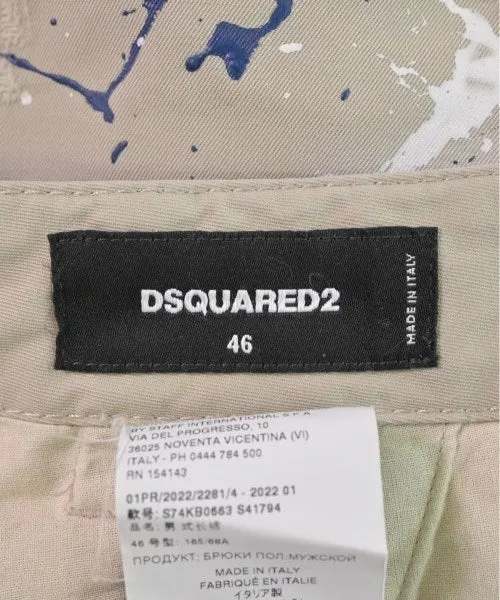 DSQUARED2
46
MADE IN ITALY
BY STAFF INTERNATIONAL S.P.A
VIA DEL PROGRESSO, 10
36025 NOVENTA VICENTINA (VI)
ITALY - PH 0444 784 500
RN 154143
01PR/2022/2281/4 - 2022 01
款号: S74KB0663 S41794
品名: 男式长裤
46 号型: 165/68A
ПРОДУКТ: БРЮКИ ПОЛ МУЖСКОЙ
MADE IN ITALY
FABRIQUÉ EN ITALIE
イタリア製